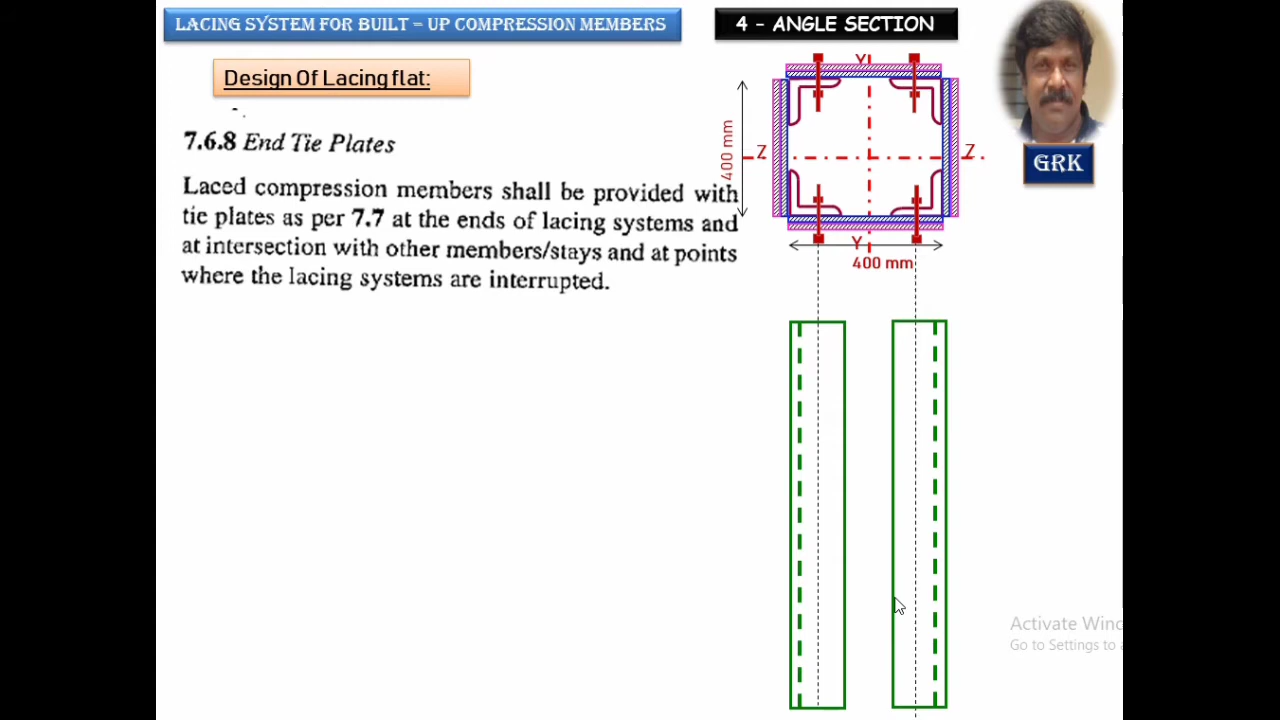 LACING SYSTEM FOR BUILT – UP COMPRESSION MEMBERS
4 – ANGLE SECTION
Design Of Lacing flat:
7.6.8 End Tie Plates
Laced compression members shall be provided with
tie plates as per 7.7 at the ends of lacing systems and
at intersection with other members/stays and at points
where the lacing systems are interrupted.
Y
400 mm
Z
Z
Y
400 mm
GRK
Activate Winc
Go to Settings to a